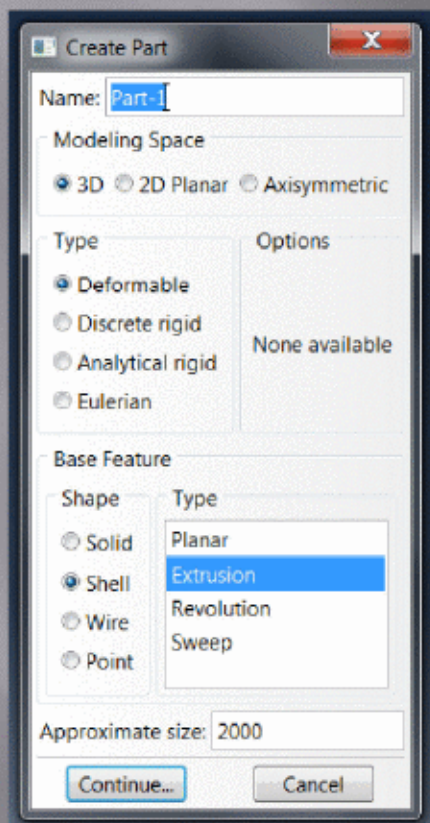 Create Part
Name: Part-1
Modeling Space
3D 2D Planar Axisymmetric
Type
Deformable
Discrete rigid
Analytical rigid
Eulerian
Options
None available
Base Feature
Shape
Solid
Shell
Wire
Point
Type
Planar
Extrusion
Revolution
Sweep
Approximate size: 2000
Continue...
Cancel